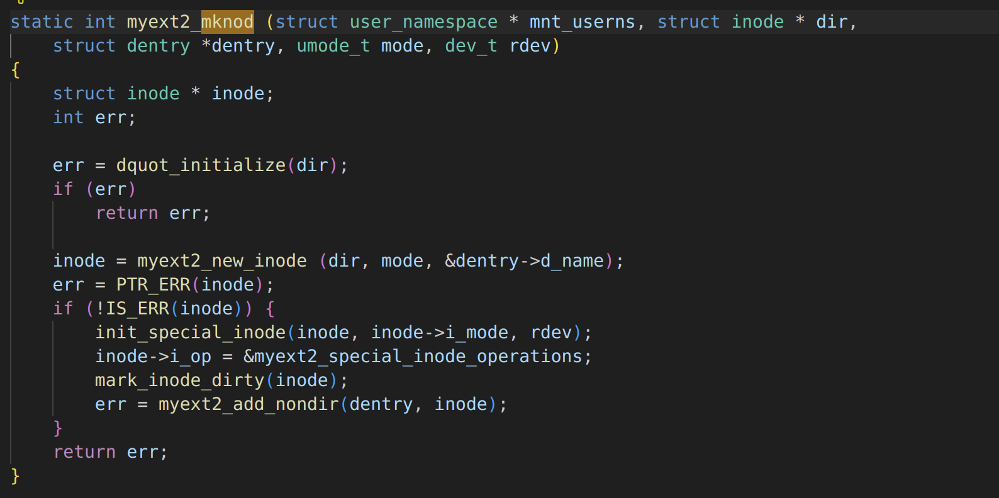 static int myext2_mknod (struct user_namespace * mnt_userns, struct inode * dir,
    struct dentry *dentry, umode_t mode, dev_t rdev)
{
    struct inode * inode;
    int err;

    err = dquot_initialize(dir);
    if (err)
        return err;

    inode = myext2_new_inode (dir, mode, &dentry->d_name);
    err = PTR_ERR(inode);
    if (!IS_ERR(inode)) {
        init_special_inode(inode, inode->i_mode, rdev);
        inode->i_op = &myext2_special_inode_operations;
        mark_inode_dirty(inode);
        err = myext2_add_nondir(dentry, inode);
    }
    return err;
}